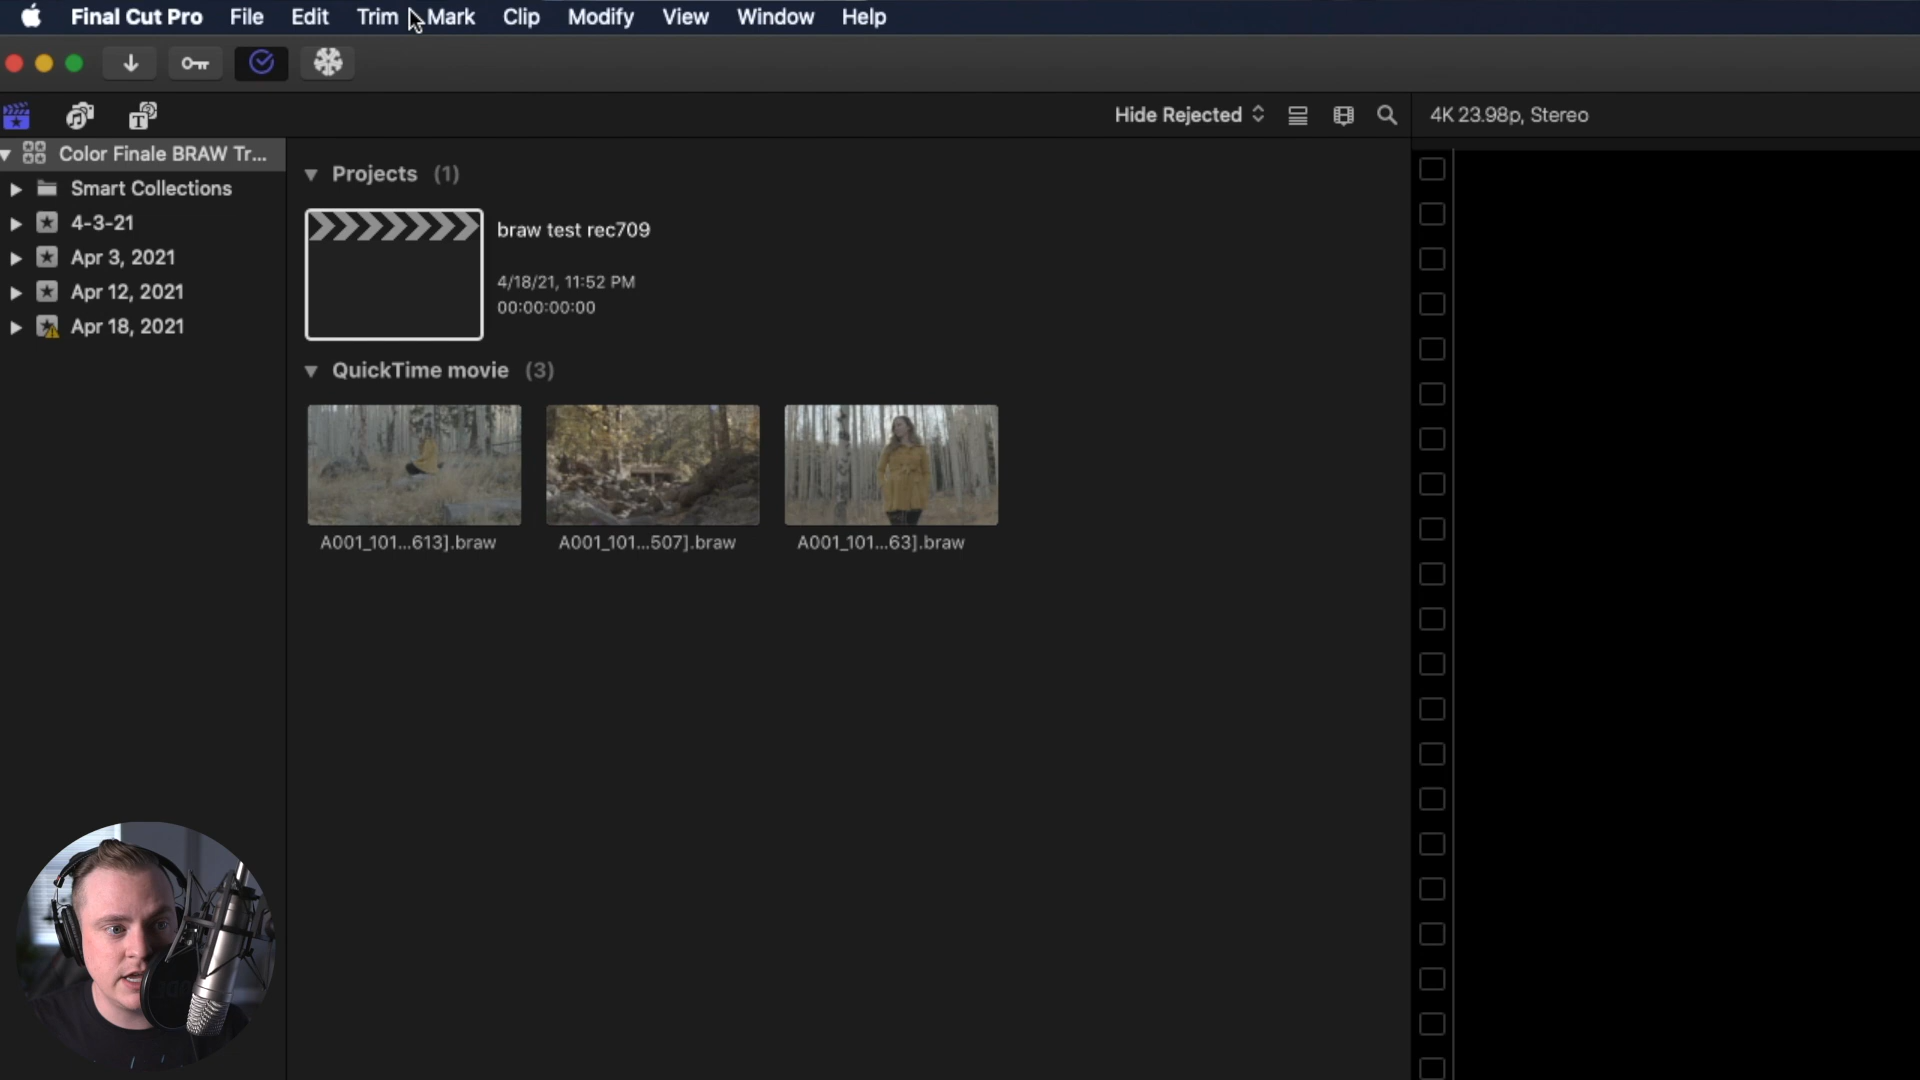 Final Cut Pro File Edit Trim Mark Clip Modify View Window Help
Hide Rejected
4K 23.98p, Stereo
Color Finale BRAW Tr...
Smart Collections
4-3-21
Apr 3, 2021
Apr 12, 2021
Apr 18, 2021
Projects (1)
braw test rec709
4/18/21, 11:52 PM
00:00:00:00
QuickTime movie (3)
A001_101...613].braw
A001_101...507].braw
A001_101...63].braw